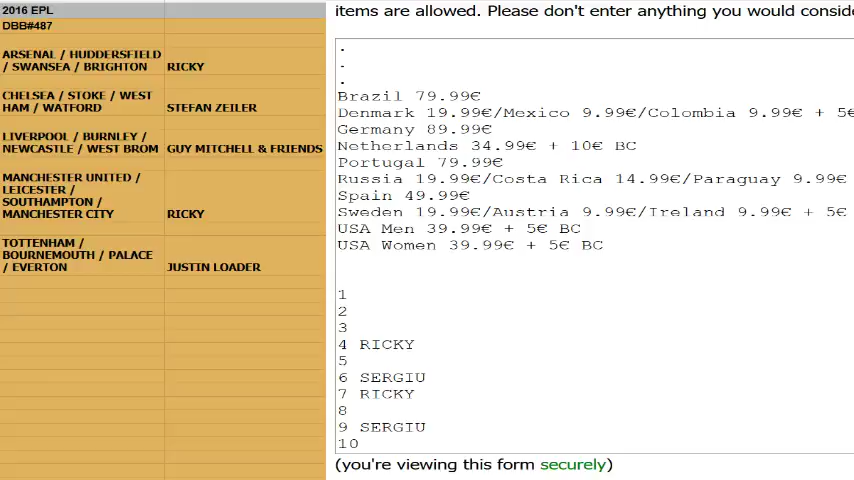 2016 EPL
DBB#487
ARSENAL / HUDDERSFIELD
/ SWANSEA / BRIGHTON RICKY
CHELSEA / STOKE / WEST
HAM / WATFORD STEFAN ZEILER
LIVERPOOL / BURNLEY /
NEWCASTLE / WEST BROM GUY MITCHELL & FRIENDS
MANCHESTER UNITED /
LEICESTER /
SOUTHAMPTON /
MANCHESTER CITY RICKY
TOTTENHAM /
BOURNEMOUTH / PALACE
/ EVERTON JUSTIN LOADER
items are allowed. Please don't enter anything you would conside
.
.
.
Brazil 79.99€
Denmark 19.99€/Mexico 9.99€/Colombia 9.99€ + 5€
Germany 89.99€
Netherlands 34.99€ + 10€ BC
Portugal 79.99€
Russia 19.99€/Costa Rica 14.99€/Paraguay 9.99€
Spain 49.99€
Sweden 19.99€/Austria 9.99€/Ireland 9.99€ + 5€
USA Men 39.99€ + 5€ BC
USA Women 39.99€ + 5€ BC
1
2
3
4 RICKY
5
6 SERGIU
7 RICKY
8
9 SERGIU
10
(you're viewing this form securely)